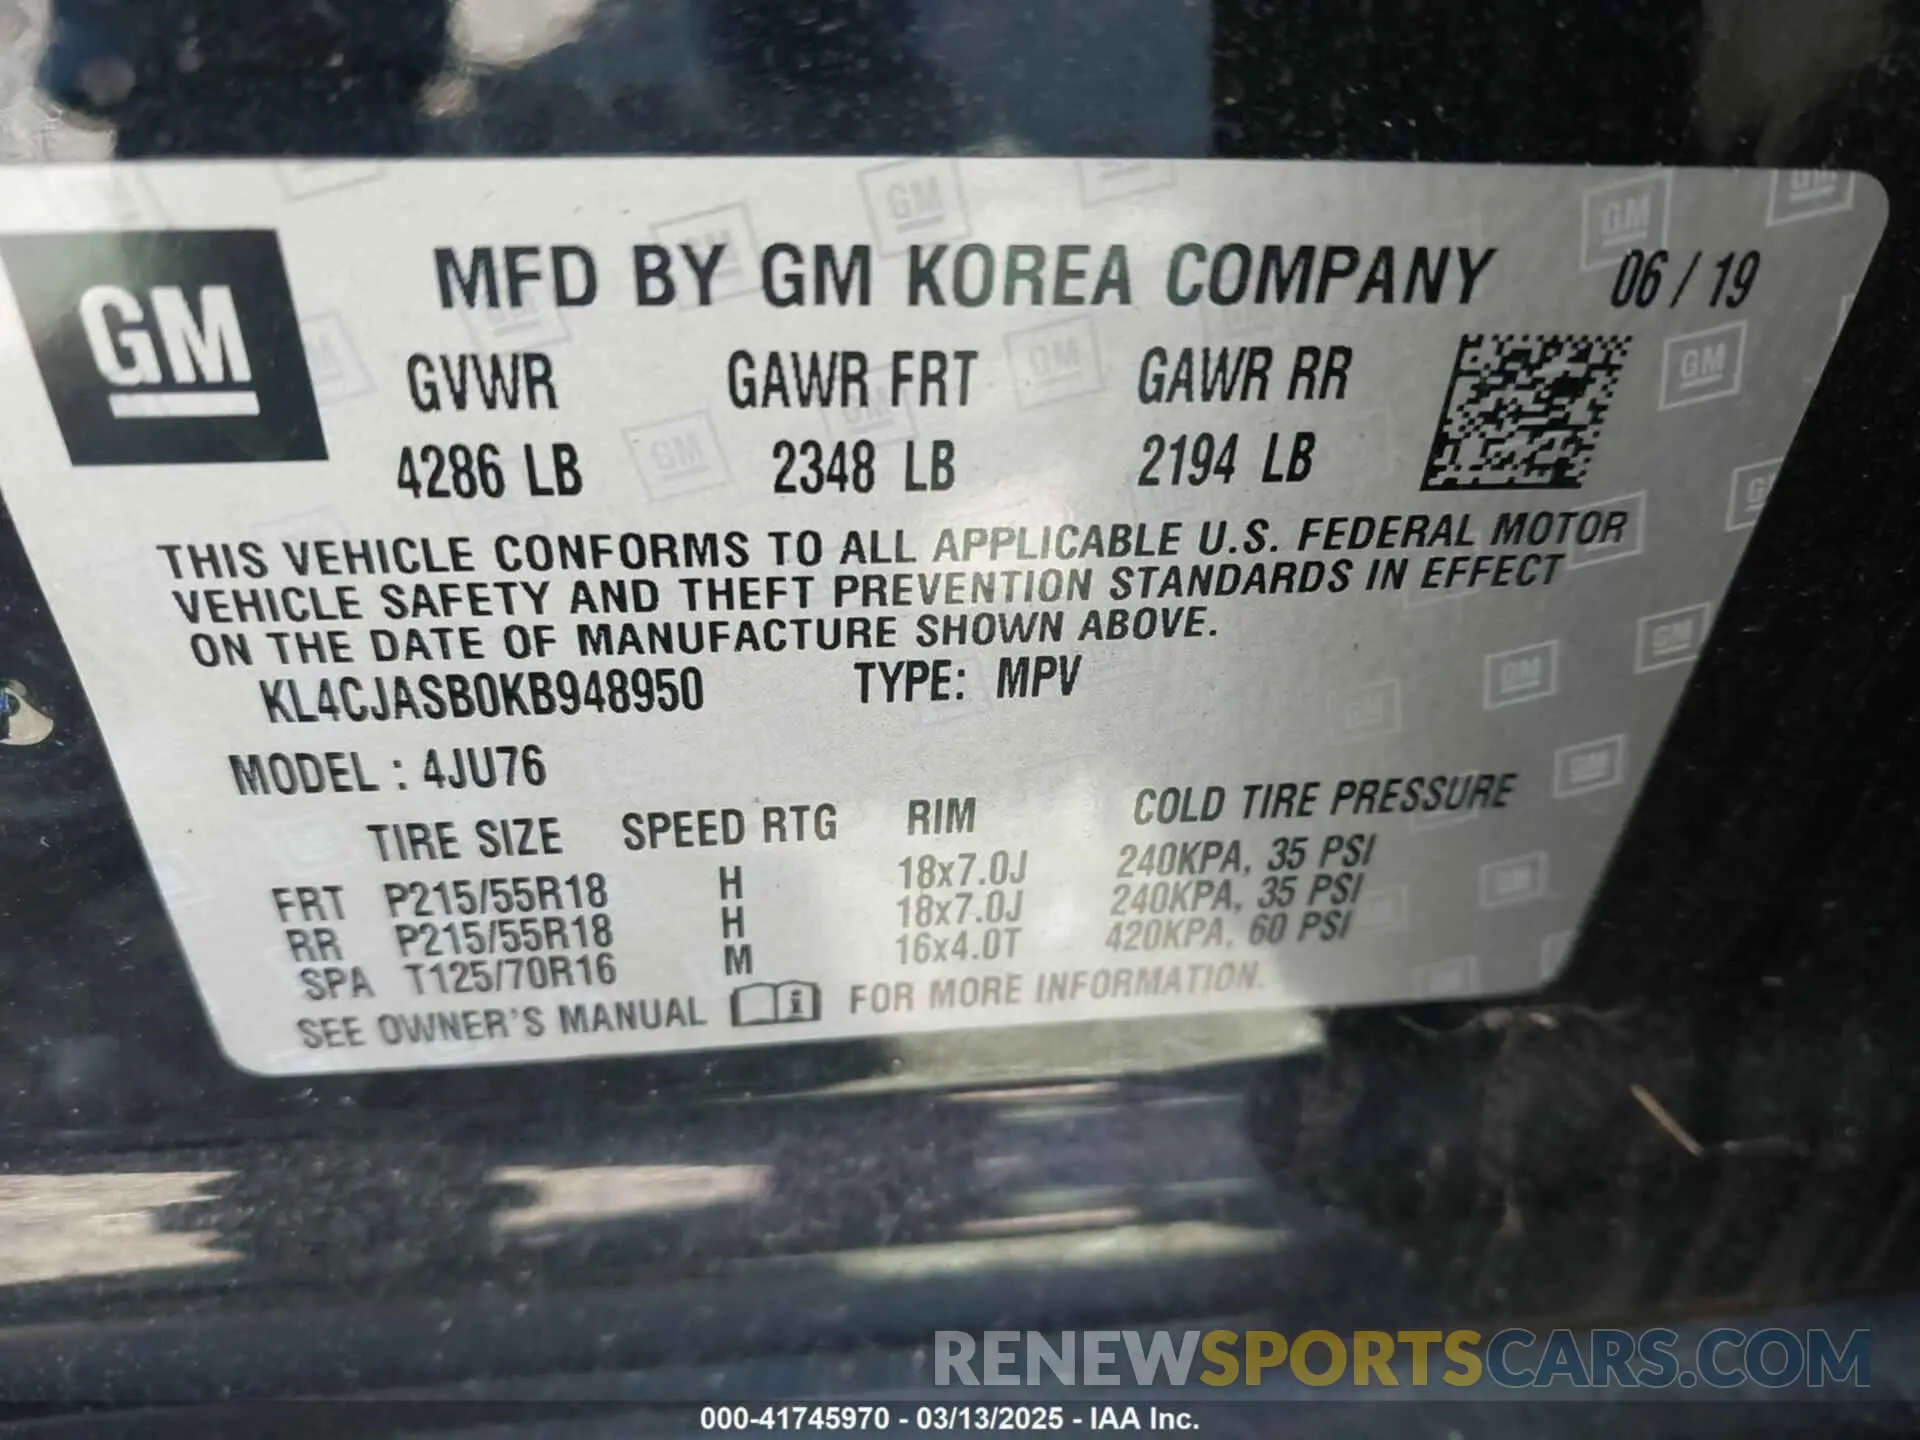 GM
MFD BY GM KOREA COMPANY 06 / 19
GVWR GAWR FRT GAWR RR
4286 LB 2348 LB 2194 LB
THIS VEHICLE CONFORMS TO ALL APPLICABLE U.S. FEDERAL MOTOR
VEHICLE SAFETY AND THEFT PREVENTION STANDARDS IN EFFECT
ON THE DATE OF MANUFACTURE SHOWN ABOVE.
KL4CJASB0KB948950 TYPE: MPV
MODEL : 4JU76
TIRE SIZE SPEED RTG RIM COLD TIRE PRESSURE
FRT P215/55R18 H 18x7.0J 240KPA, 35 PSI
RR P215/55R18 H 18x7.0J 240KPA, 35 PSI
SPA T125/70R16 M 16x4.0T 420KPA, 60 PSI
SEE OWNER'S MANUAL i FOR MORE INFORMATION.
RENEWSPORTSCARS.COM
000-41745970 - 03/13/2025 - IAA Inc.